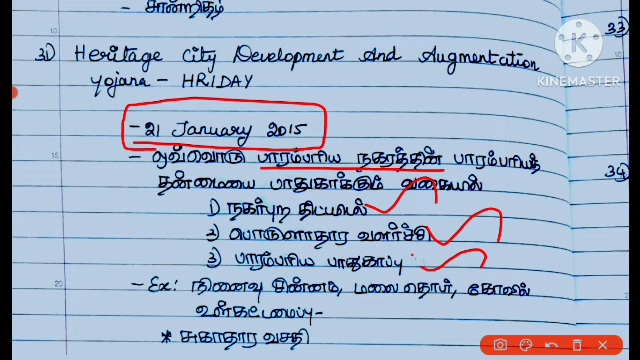 - சான்றிதழ்
33)
31) Heritage City Development And Augmentation
yojana - HRIDAY
KINEMASTER
- 21 January 2015
- ஒவ்வொரு பாரம்பரிய நகரத்தின் பாரம்பரியத்
தன்மையை பாதுகாக்கும் வகையில்
34)
1) நகர்புற திட்டமிடல்
2) பொருளாதார வளர்ச்சி
3) பாரம்பரிய பாதுகாப்பு
- Ex: நினைவு சின்னம், மலைதொடர், கோவில்
உள்கட்டமைப்பு -
* சுகாதார வசதி